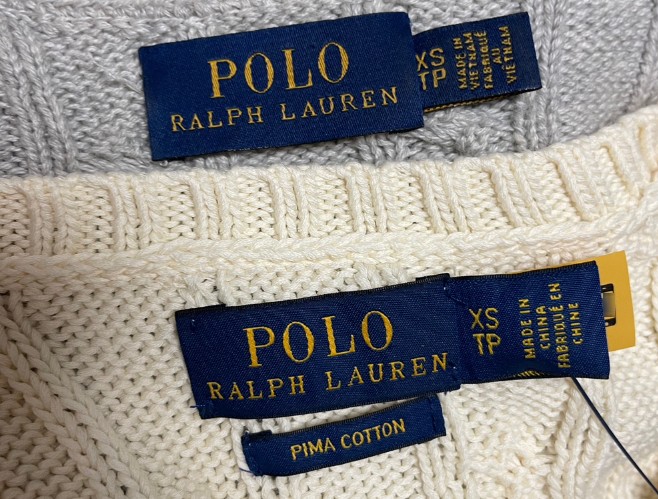 POLO
RALPH LAUREN
XS
TP
MADE IN
VIETNAM
FABRIQUÉ
AU
VIETNAM
POLO
RALPH LAUREN
XS
TP
MADE IN
CHINA
FABRIQUÉ EN
CHINE
PIMA COTTON